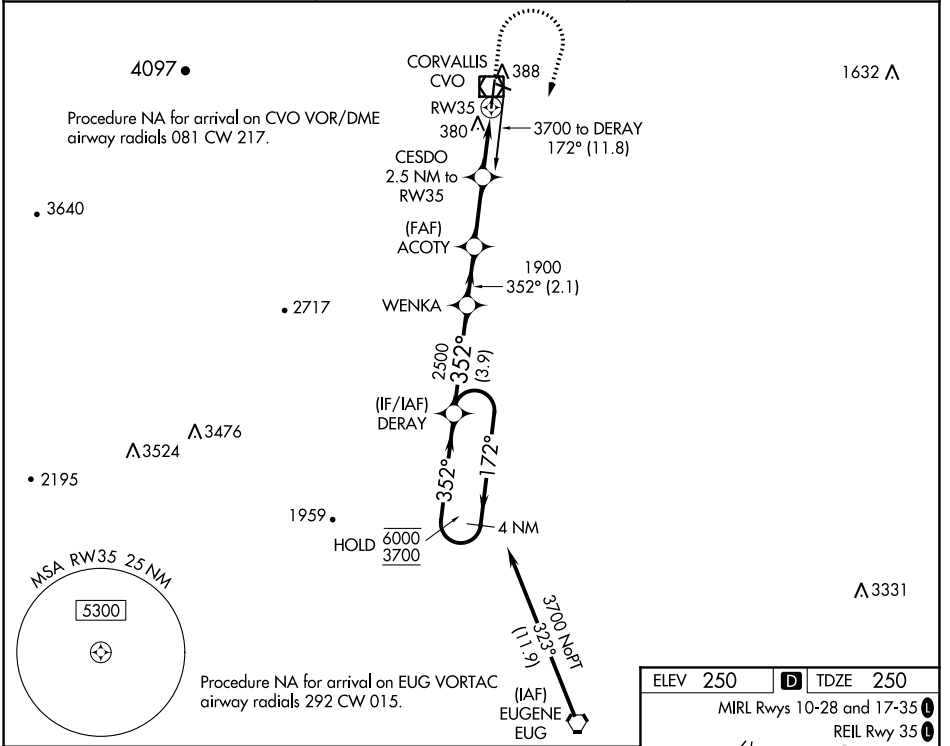 4097
CORVALLIS
CVO
388
1632
RW35
Procedure NA for arrival on CVO VOR/DME
airway radials 081 CW 217.
380
3700 to DERAY
172° (11.8)
CESDO
2.5 NM to
RW35
3640
(FAF)
ACOTY
1900
352° (2.1)
WENKA
2717
2500
352°
(3.9)
(IF/IAF)
DERAY
3476
3524
2195
352°
172°
1959
HOLD
6000
3700
4 NM
MSA RW35 25 NM
5300
3331
3700 NoPT
323°
(11.9)
Procedure NA for arrival on EUG VORTAC
airway radials 292 CW 015.
(IAF)
EUGENE
EUG
ELEV 250 D TDZE 250
MIRL Rwys 10-28 and 17-35 L
REIL Rwy 35 L